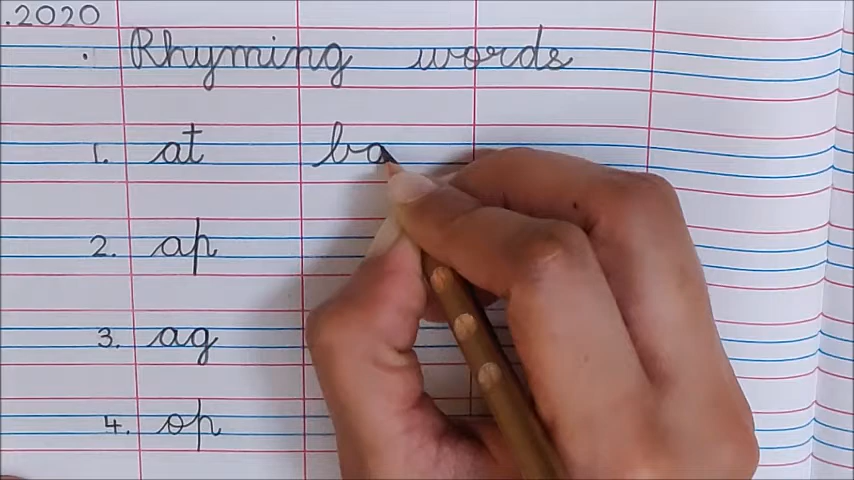 .2020
Rhyming words
1. at ba
2. ap
3. ag
4. op